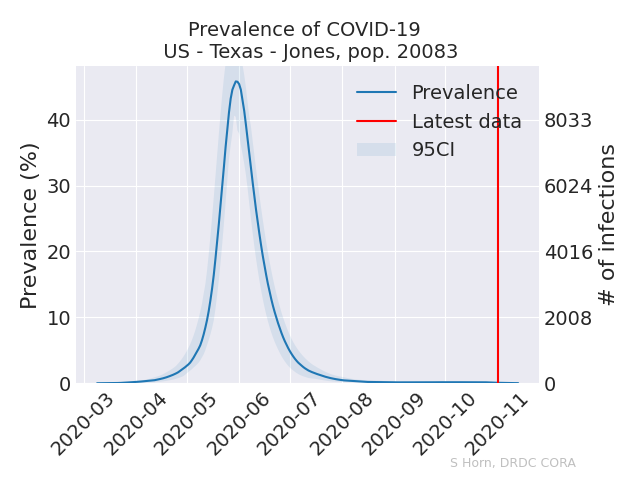 Prevalence of COVID-19
US - Texas - Jones, pop. 20083
Prevalence
Latest data
95CI
Prevalence (%)
40
30
20
10
0
8033
6024
4016
2008
0
# of infections
2020-03
2020-04
2020-05
2020-06
2020-07
2020-08
2020-09
2020-10
2020-11
S Horn, DRDC CORA